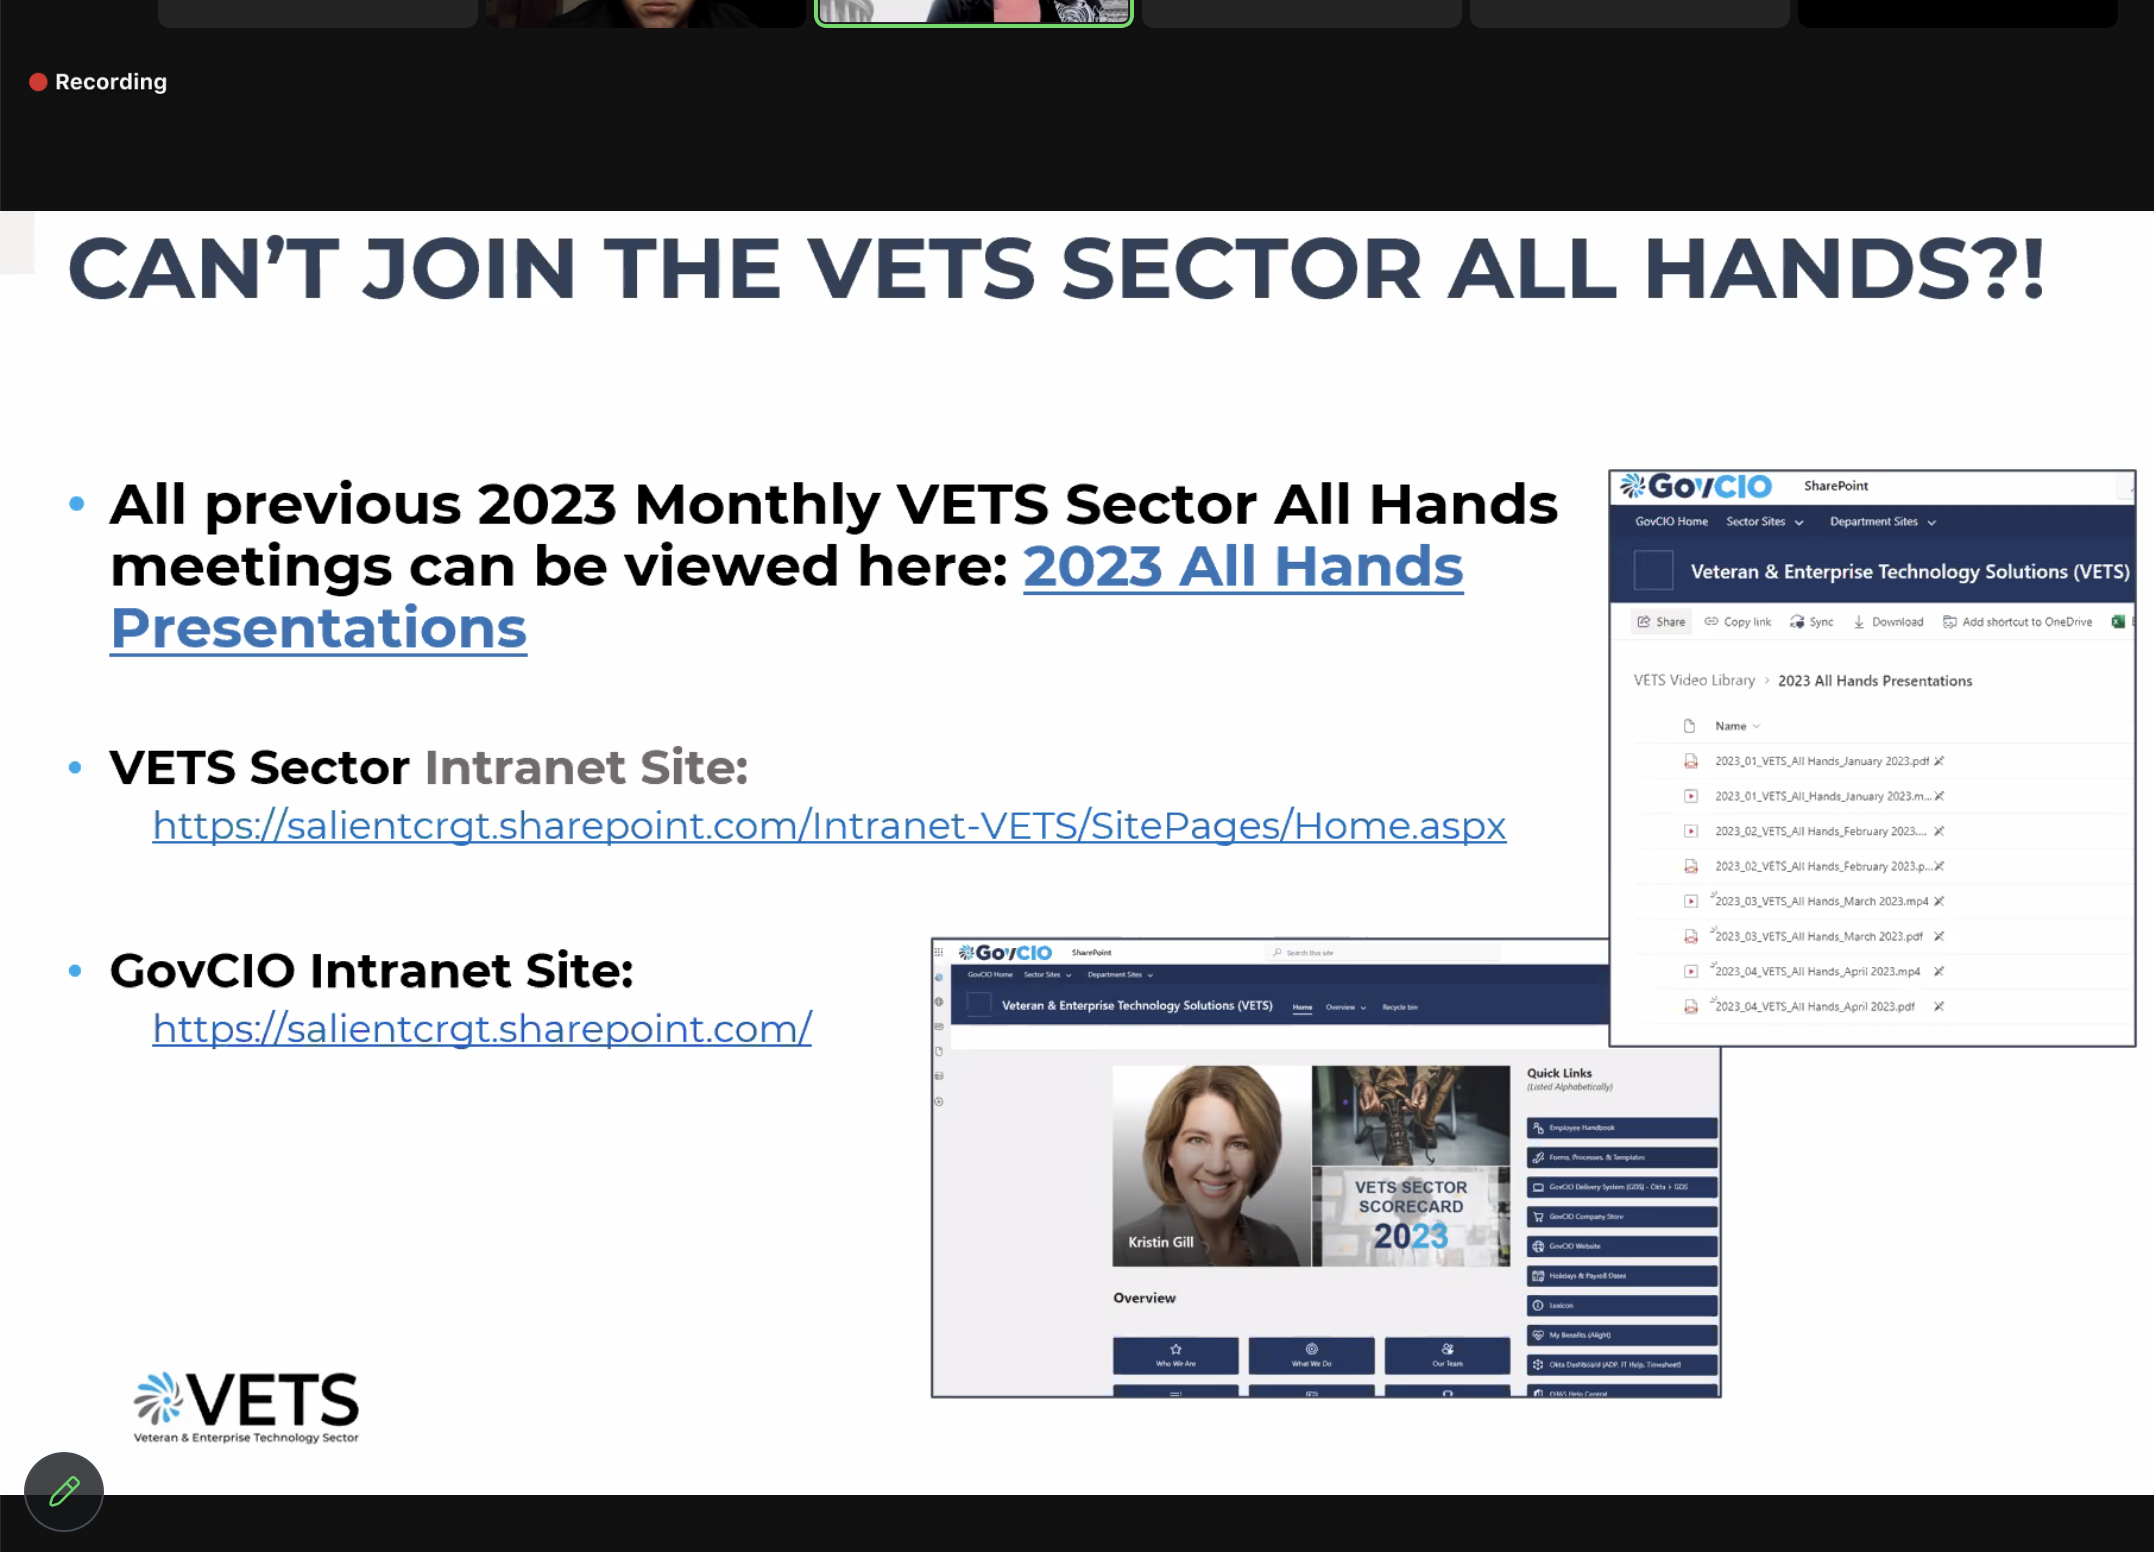 Recording
CAN'T JOIN THE VETS SECTOR ALL HANDS?!
• All previous 2023 Monthly VETS Sector All Hands
meetings can be viewed here: 2023 All Hands
Presentations
• VETS Sector Intranet Site:
https://salientcrgt.sharepoint.com/Intranet-VETS/SitePages/Home.aspx
• GovCIO Intranet Site:
https://salientcrgt.sharepoint.com/
GovCIO SharePoint
GovCIO Home Sector Sites Department Sites
Veteran & Enterprise Technology Solutions (VETS)
Share Copy link Sync Download Add shortcut to OneDrive
VETS Video Library > 2023 All Hands Presentations
Name
2023_01_VETS_All Hands_January 2023.pdf
2023_01_VETS_All_Hands_January 2023.m...
2023_02_VETS_All Hands_February 2023....
2023_02_VETS_All Hands_February 2023.p...
2023_03_VETS_All Hands_March 2023.mp4
2023_03_VETS_All Hands_March 2023.pdf
2023_04_VETS_All Hands_April 2023.mp4
2023_04_VETS_All Hands_April 2023.pdf
GovCIO SharePoint Search this site
GovCIO Home Sector Sites Department Sites
Veteran & Enterprise Technology Solutions (VETS) Home Overview Recycle bin
Kristin Gill
VETS SECTOR
SCORECARD
2023
Quick Links
(Listed Alphabetically)
Employee Handbook
Forms, Processes, & Templates
GovCIO Delivery System (GDS) - Okta > GDS
GovCIO Company Store
GovCIO Website
Holidays & Payroll Dates
Lexicon
My Benefits (Alight)
Okta Dashboard (ADP, IT Help, Timesheet)
O365 Help Central
Overview
Who We Are What We Do Our Team
VETS
Veteran & Enterprise Technology Sector